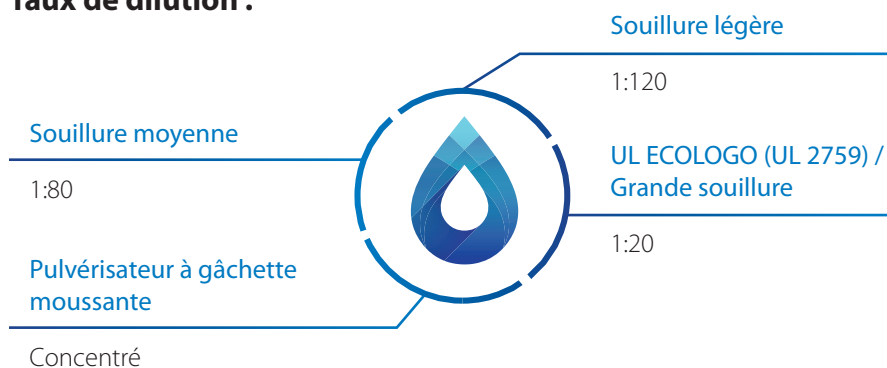 Taux de dilution :
Souillure légère
1:120
Souillure moyenne
1:80
UL ECOLOGO (UL 2759) /
Grande souillure
1:20
Pulvérisateur à gâchette
moussante
Concentré